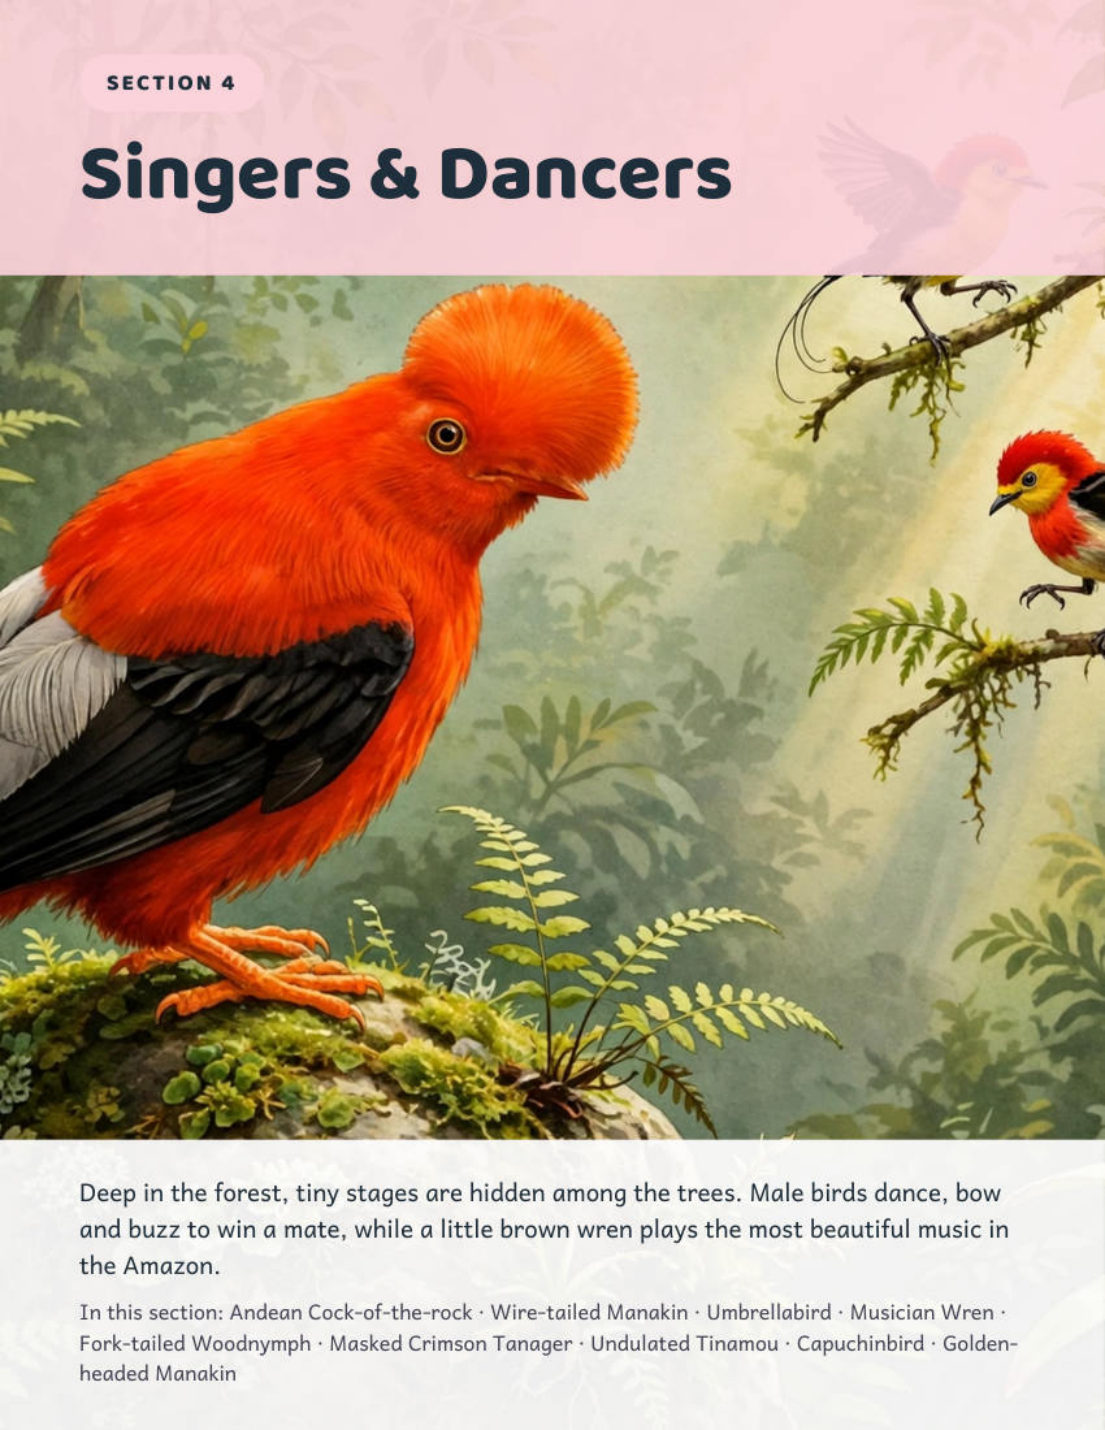 SECTION 4
Singers & Dancers
Deep in the forest, tiny stages are hidden among the trees. Male birds dance, bow
and buzz to win a mate, while a little brown wren plays the most beautiful music in
the Amazon.
In this section: Andean Cock-of-the-rock · Wire-tailed Manakin · Umbrellabird · Musician Wren ·
Fork-tailed Woodnymph · Masked Crimson Tanager · Undulated Tinamou · Capuchinbird · Golden-
headed Manakin